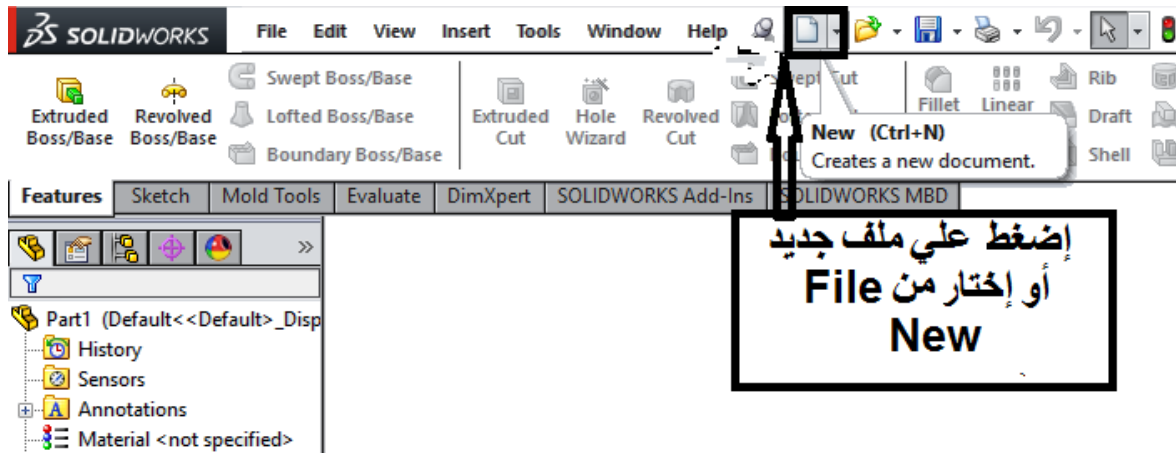 SOLIDWORKS File Edit View Insert Tools Window Help
Extruded Boss/Base
Revolved Boss/Base
Swept Boss/Base
Lofted Boss/Base
Boundary Boss/Base
Extruded Cut
Hole Wizard
Revolved Cut
Swept Cut
Fillet
Linear
Rib
Draft
Shell
New (Ctrl+N)
Creates a new document.
Features Sketch Mold Tools Evaluate DimXpert SOLIDWORKS Add-Ins SOLIDWORKS MBD
إضغط علي ملف جديد
أو إختار من File
New
Part1 (Default<<Default>_Disp
History
Sensors
Annotations
Material <not specified>